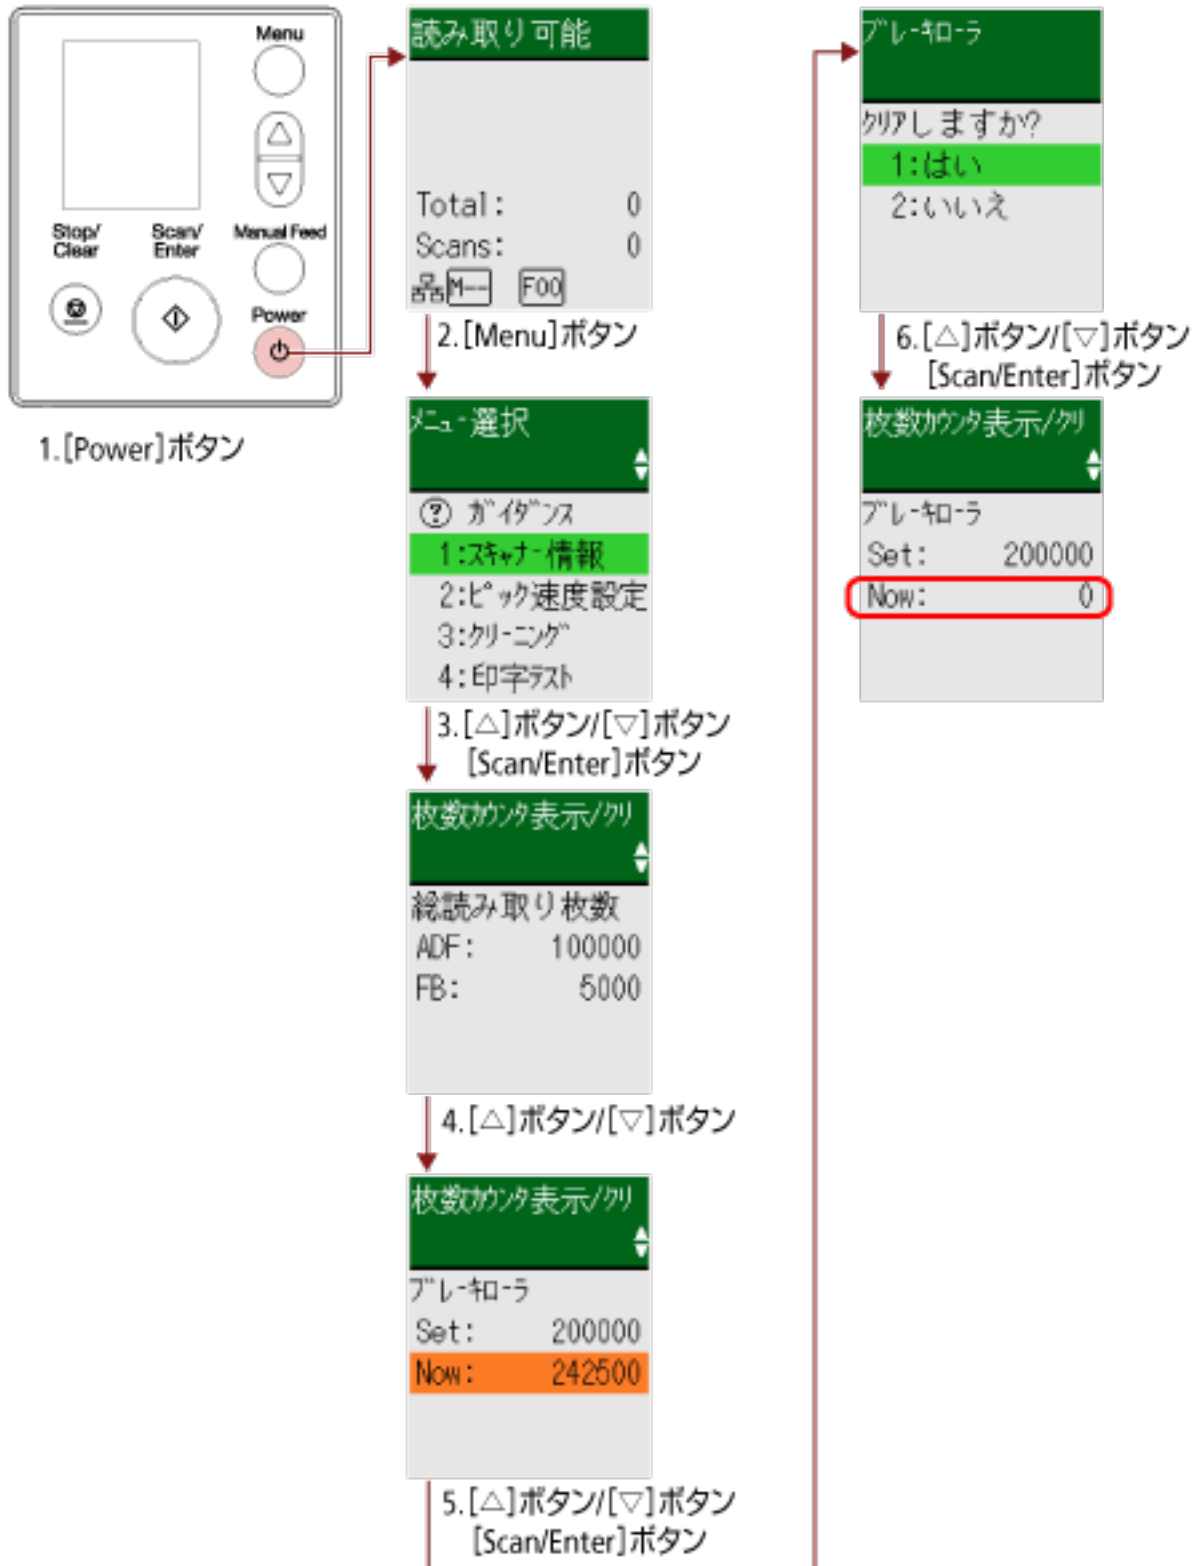 Menu
Stop/
Clear
Scan/
Enter
Manual Feed
Power
1.[Power]ボタン
読み取り可能
Total: 0
Scans: 0
M-- F00
2.[Menu]ボタン
メニュー選択
? ガイダンス
1:スキャナー情報
2:ピック速度設定
3:クリーニング
4:印字テスト
3.[△]ボタン/[▽]ボタン
[Scan/Enter]ボタン
枚数カウンタ表示/クリ
総読み取り枚数
ADF: 100000
FB: 5000
4.[△]ボタン/[▽]ボタン
枚数カウンタ表示/クリ
ブレーキローラ
Set: 200000
Now: 242500
5.[△]ボタン/[▽]ボタン
[Scan/Enter]ボタン
ブレーキローラ
クリアしますか?
1:はい
2:いいえ
6.[△]ボタン/[▽]ボタン
[Scan/Enter]ボタン
枚数カウンタ表示/クリ
ブレーキローラ
Set: 200000
Now: 0